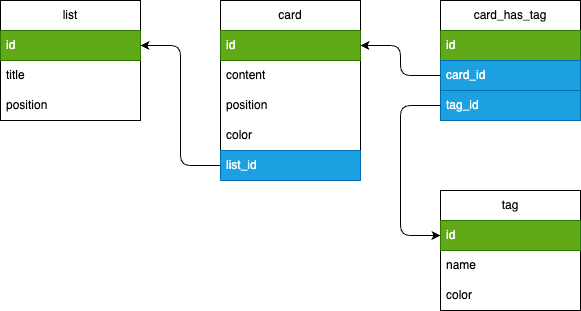 list
id
title
position
card
id
content
position
color
list_id
card_has_tag
id
card_id
tag_id
tag
id
name
color